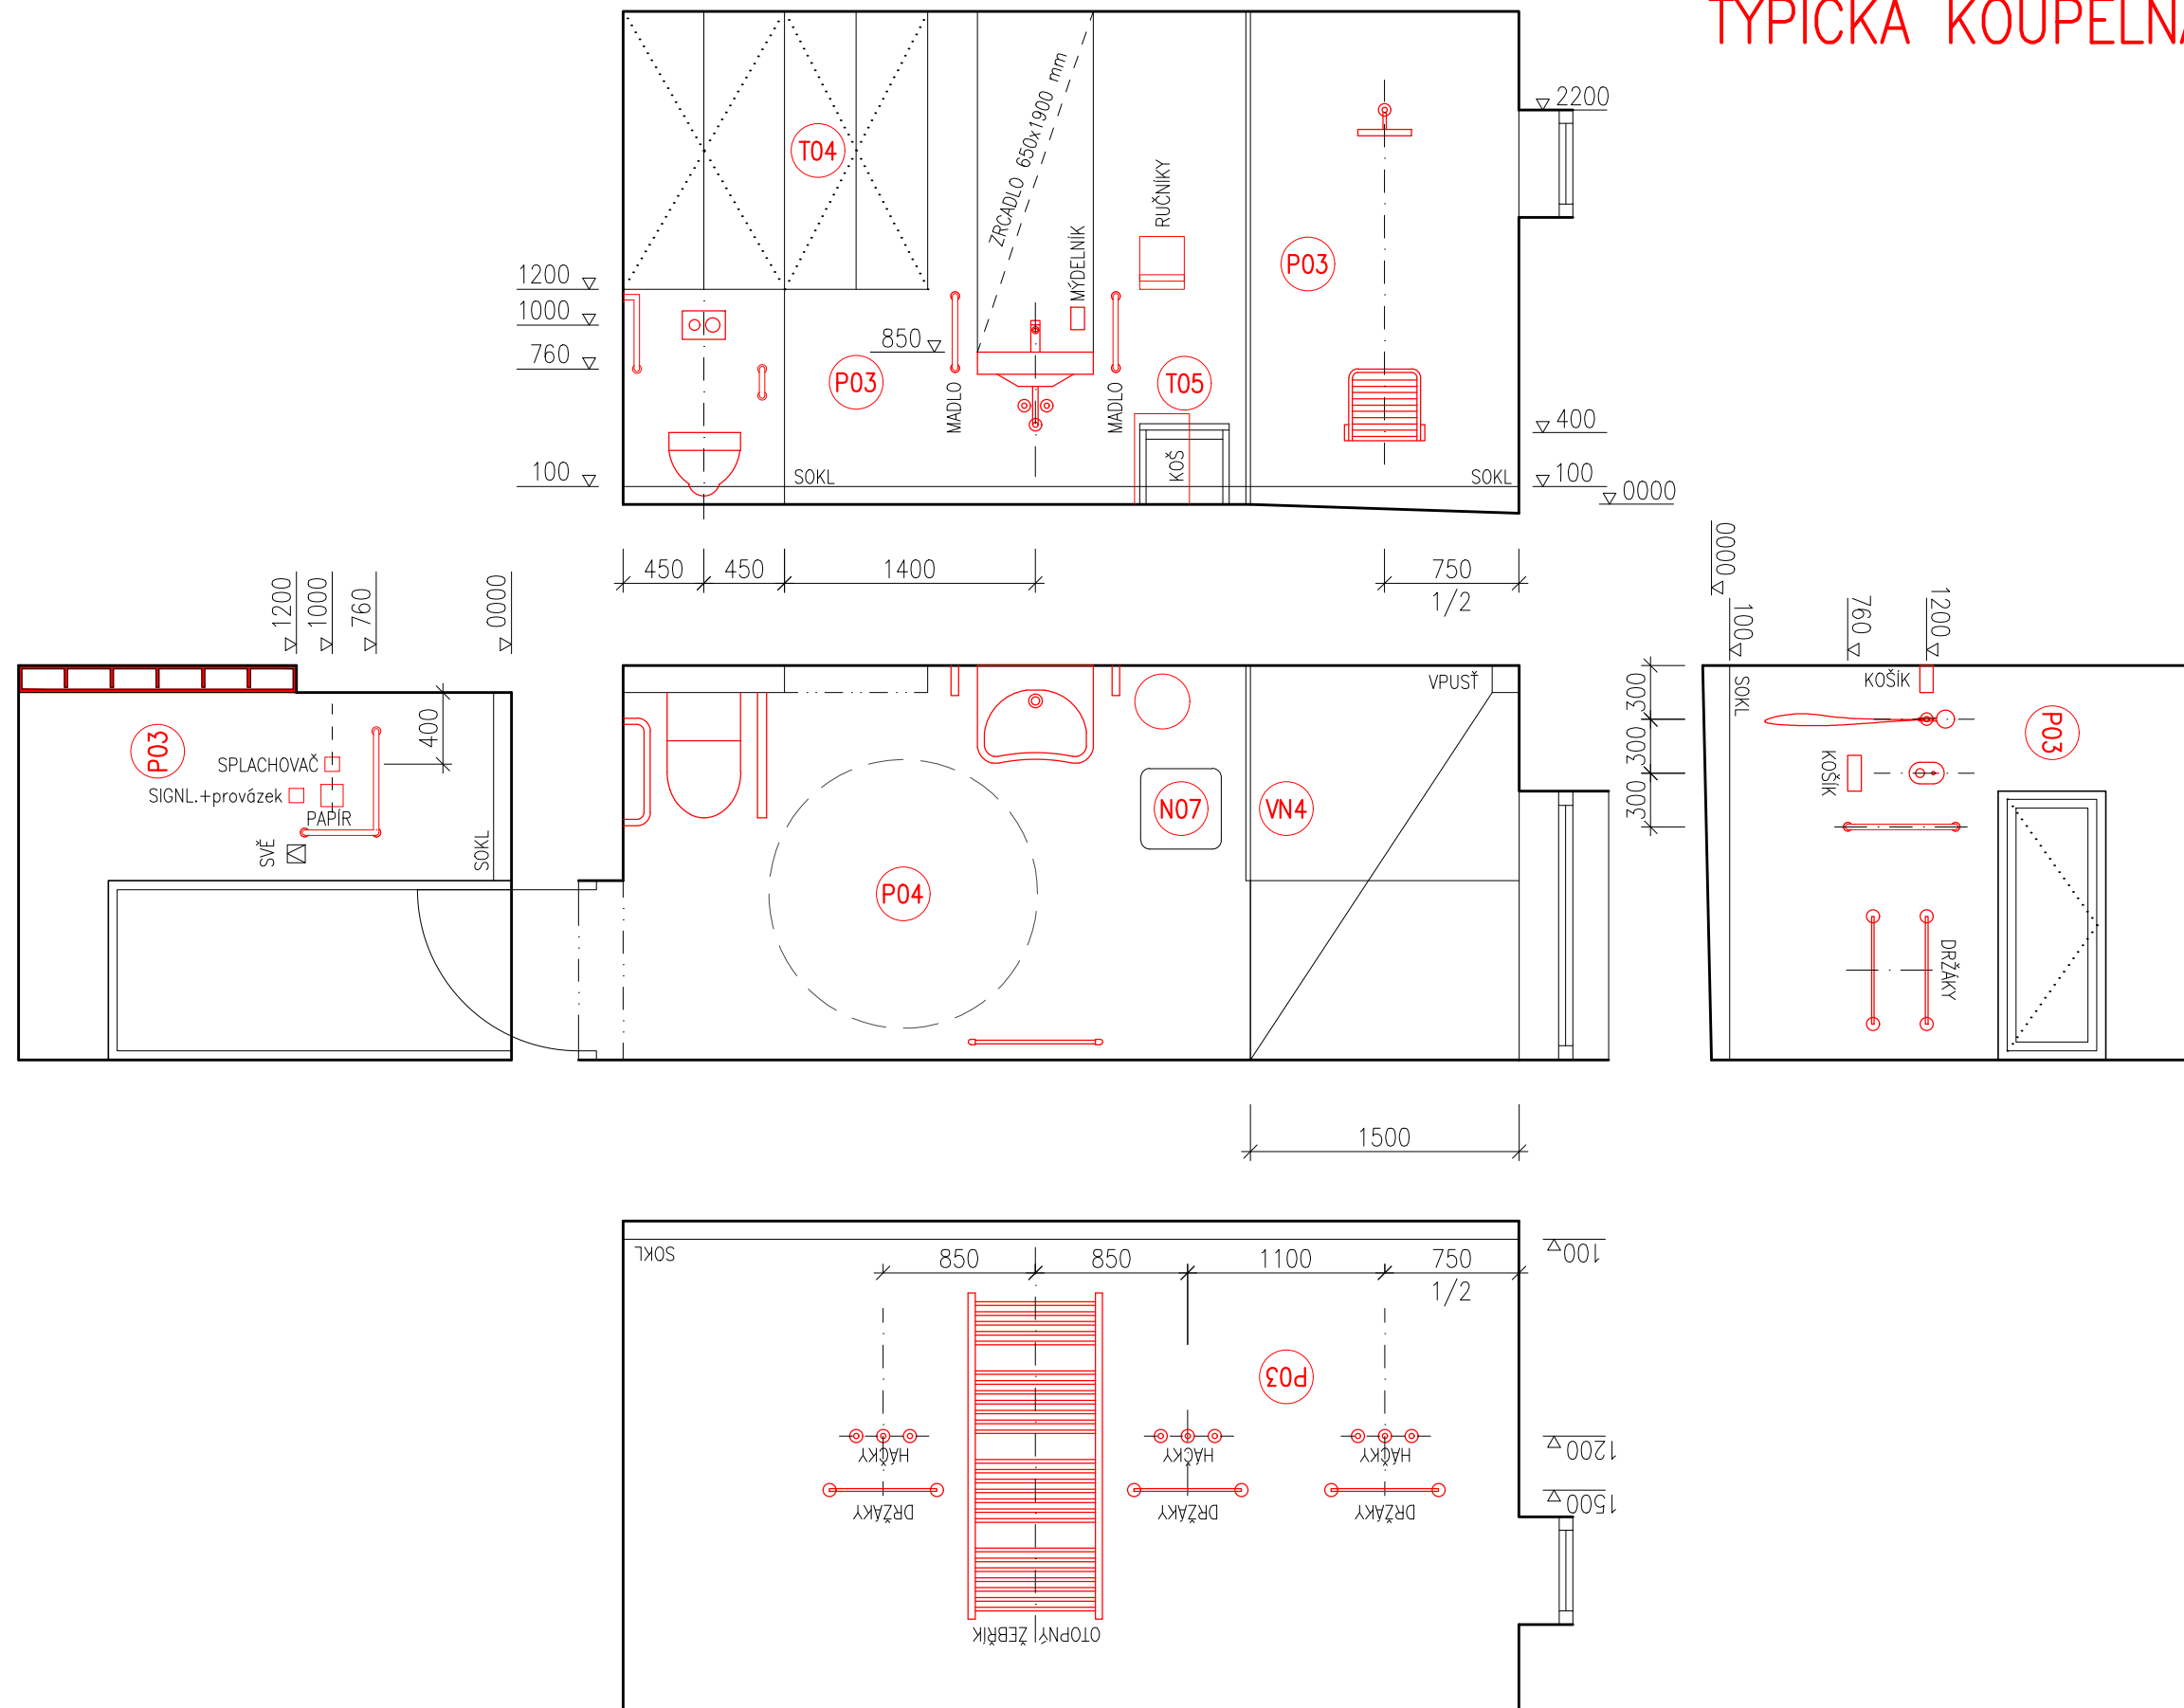 TYPICKÁ KOUPELNA
2200
T04
ZRCADLO 650x1900 mm
RUČNÍKY
MÝDELNÍK
P03
1200
1000
760
850
P03
T05
MADLO
MADLO
400
KOŠ
SOKL
SOKL
100
100
0000
450
450
1400
750
1/2
1200
1000
760
0000
400
P03
SPLACHOVAČ
SIGNL.+provázek
PAPÍR
SVĚ
SOKL
VPUSŤ
N07
VN4
P04
1500
0000
100
760
1200
300
300
300
SOKL
KOŠÍK
KOŠÍK
P03
DRŽÁKY
SOKL
850
850
1100
750
1/2
100
P03
1200
1500
HÁČKY
HÁČKY
HÁČKY
DRŽÁKY
DRŽÁKY
DRŽÁKY
OTOPNÝ ŽEBŘÍK